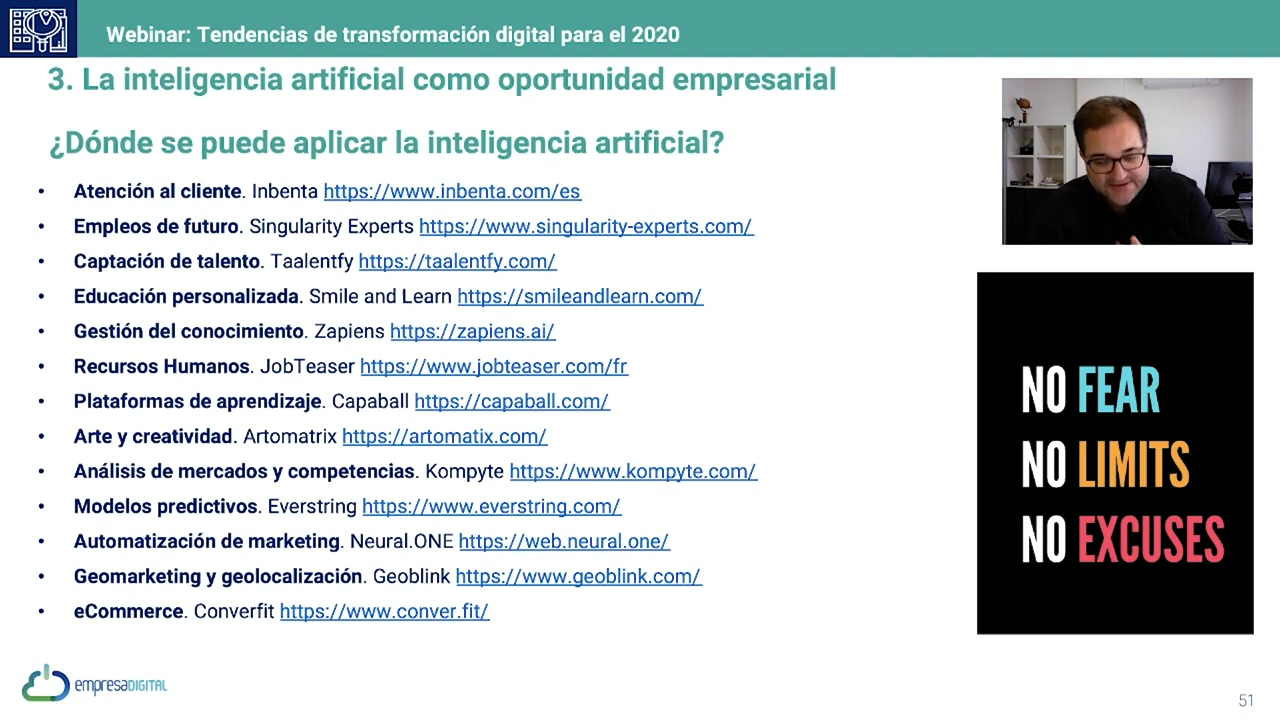 Webinar: Tendencias de transformación digital para el 2020
3. La inteligencia artificial como oportunidad empresarial
¿Dónde se puede aplicar la inteligencia artificial?
• Atención al cliente. Inbenta https://www.inbenta.com/es
• Empleos de futuro. Singularity Experts https://www.singularity-experts.com/
• Captación de talento. Taalentfy https://taalentfy.com/
• Educación personalizada. Smile and Learn https://smileandlearn.com/
• Gestión del conocimiento. Zapiens https://zapiens.ai/
• Recursos Humanos. JobTeaser https://www.jobteaser.com/fr
• Plataformas de aprendizaje. Capaball https://capaball.com/
• Arte y creatividad. Artomatrix https://artomatix.com/
• Análisis de mercados y competencias. Kompyte https://www.kompyte.com/
• Modelos predictivos. Everstring https://www.everstring.com/
• Automatización de marketing. Neural.ONE https://web.neural.one/
• Geomarketing y geolocalización. Geoblink https://www.geoblink.com/
• eCommerce. Converfit https://www.conver.fit/
NO FEAR
NO LIMITS
NO EXCUSES
empresaDIGITAL
51